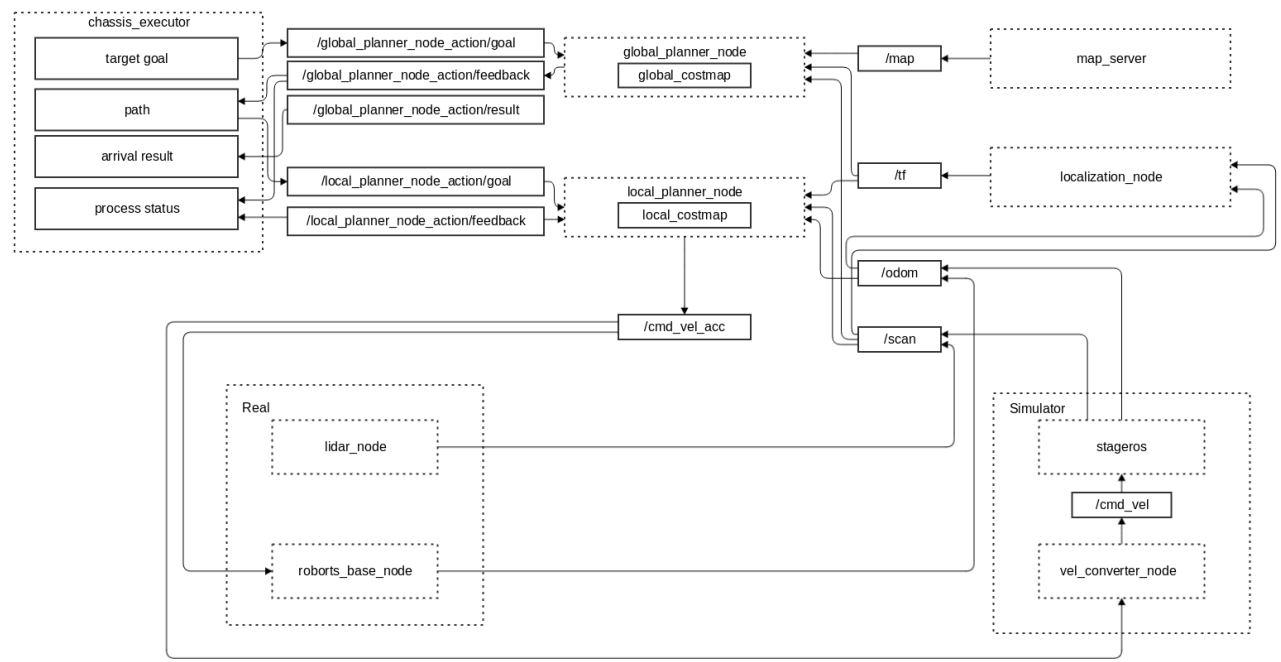 chassis_executor
target goal
path
arrival result
process status
/global_planner_node_action/goal
/global_planner_node_action/feedback
/global_planner_node_action/result
/local_planner_node_action/goal
/local_planner_node_action/feedback
global_planner_node
global_costmap
local_planner_node
local_costmap
/map
map_server
/tf
localization_node
/odom
/scan
/cmd_vel_acc
Real
lidar_node
roborts_base_node
Simulator
stageros
/cmd_vel
vel_converter_node